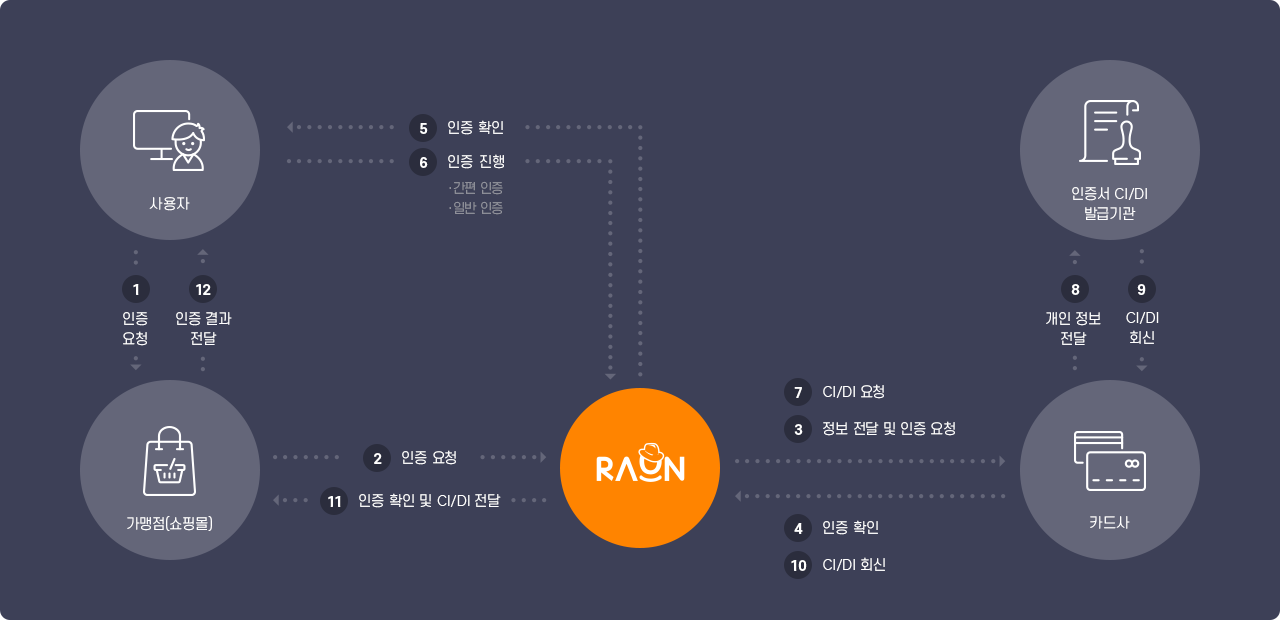 사용자
5 인증 확인
6 인증 진행
·간편 인증
·일반 인증
인증서 CI/DI
발급기관
1
인증
요청
12
인증 결과
전달
8
개인 정보
전달
9
CI/DI
회신
가맹점(쇼핑몰)
2 인증 요청
11 인증 확인 및 CI/DI 전달
RAON
7 CI/DI 요청
3 정보 전달 및 인증 요청
4 인증 확인
10 CI/DI 회신
카드사